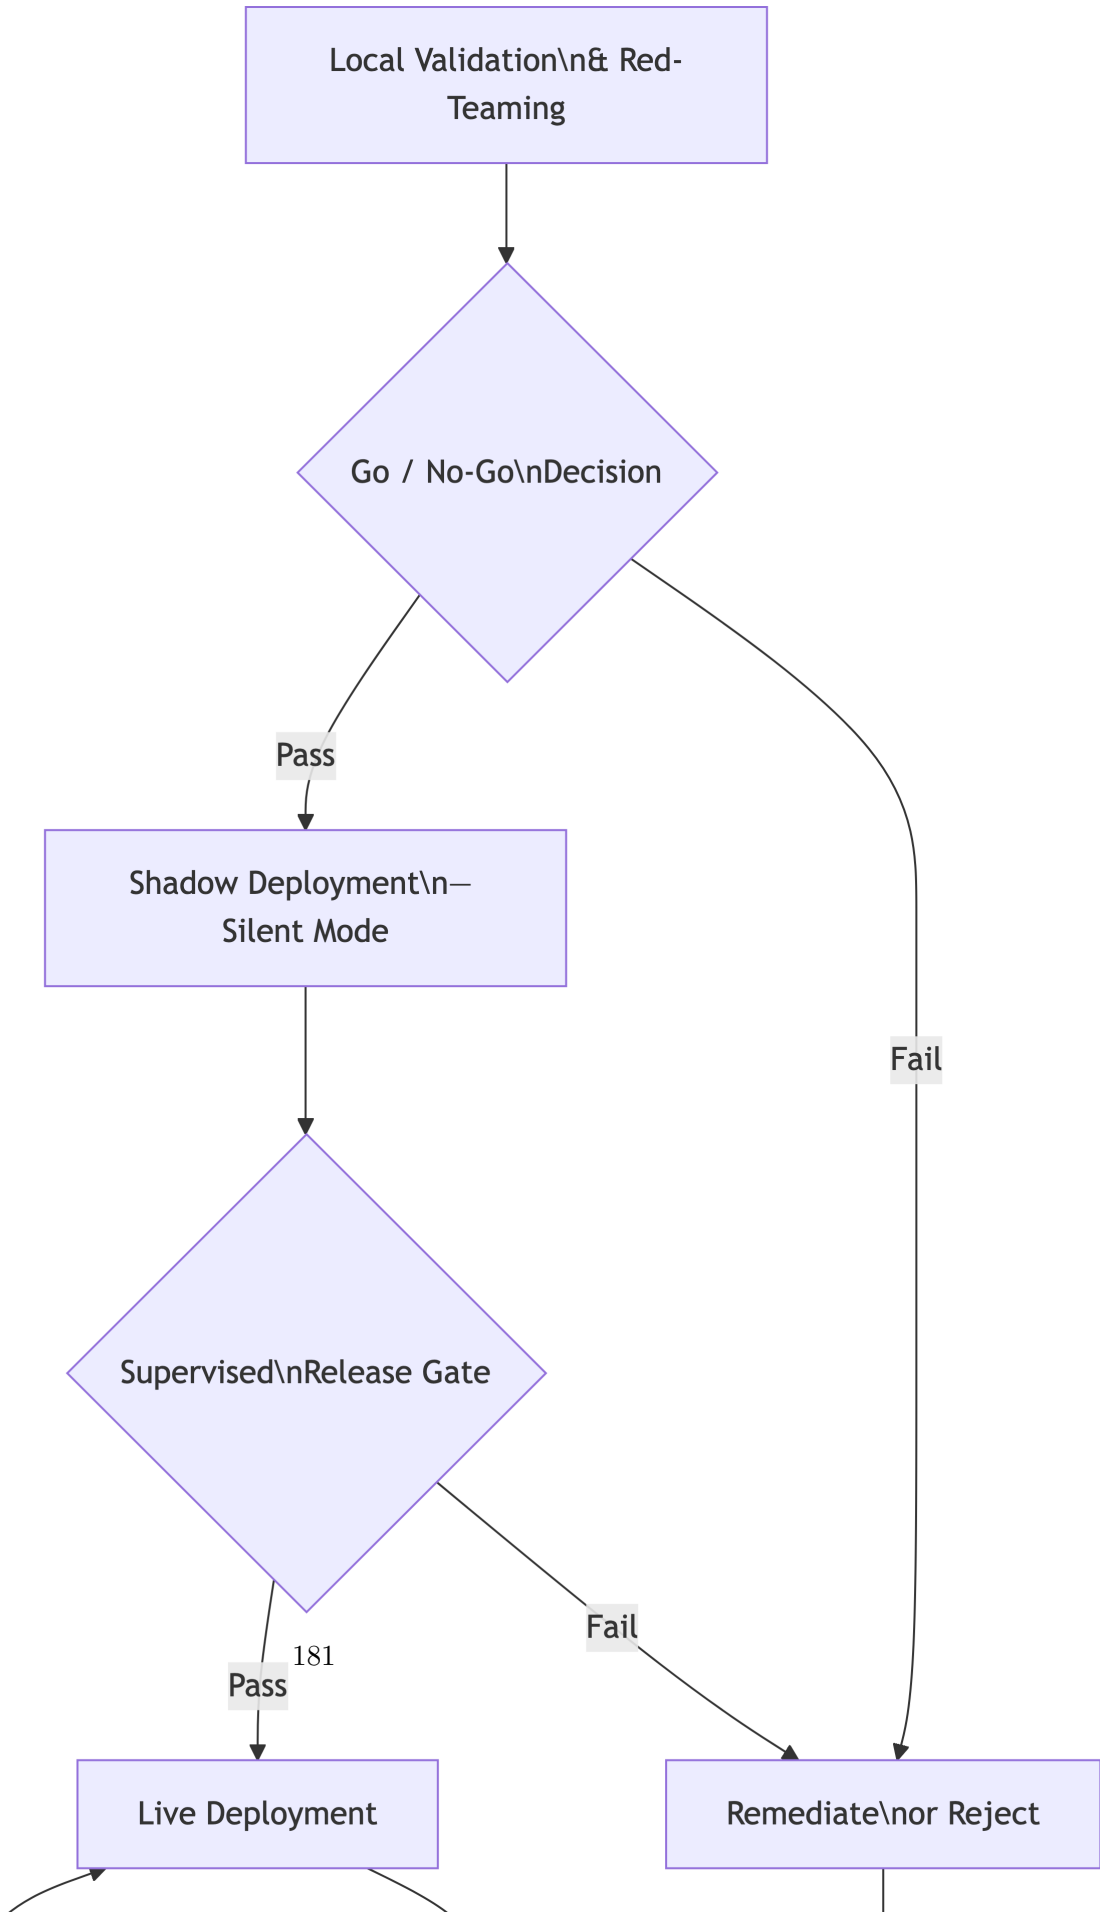 Local Validation\n& Red-
Teaming
Go / No-Go\nDecision
Pass
Shadow Deployment\n—
Silent Mode
Fail
Supervised\nRelease Gate
Fail
181
Pass
Live Deployment
Remediate\nor Reject